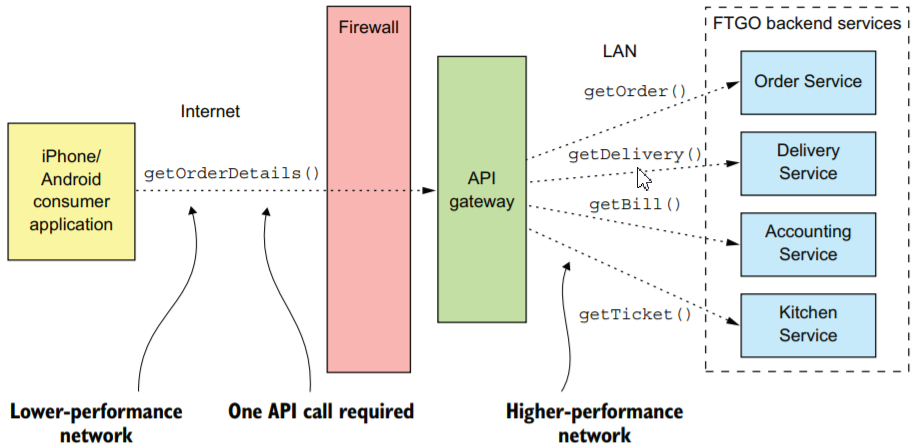 Firewall
FTGO backend services
LAN
Order Service
getOrder()
Internet
iPhone/
Android
consumer
application
getOrderDetails()
API
gateway
getDelivery()
Delivery
Service
getBill()
Accounting
Service
getTicket()
Kitchen
Service
Lower-performance
network
One API call required
Higher-performance
network